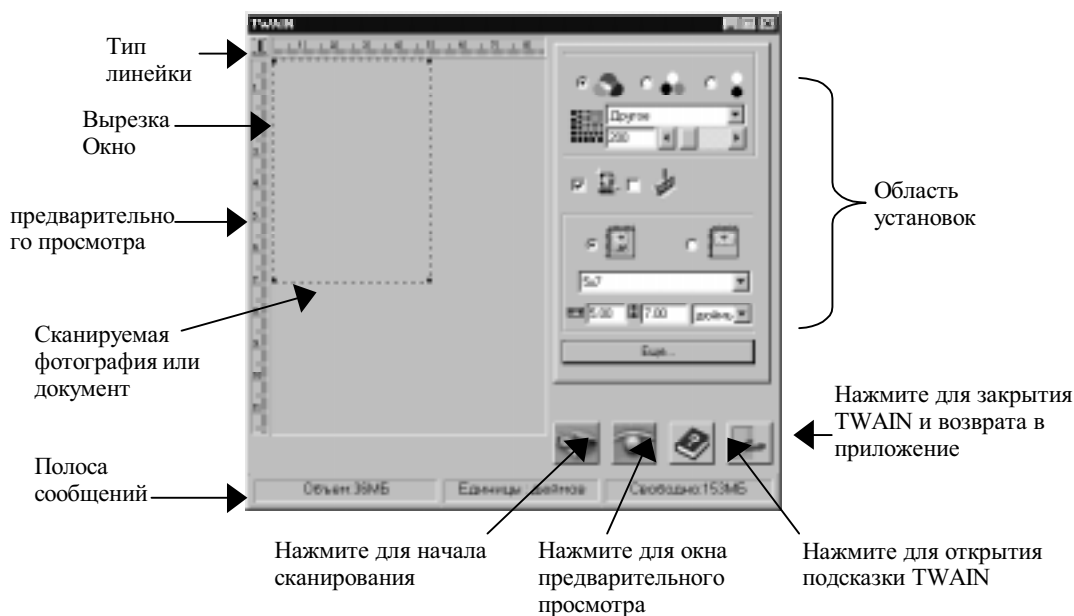 TWAIN
Тип
линейки
Вырезка
Окно
предварительно
го просмотра
Сканируемая
фотография или
документ
Полоса
сообщений
Другое
200
5x7
5.00
7.00
дюймы
Еще...
Область
установок
Нажмите для закрытия
TWAIN и возврата в
приложение
Объем:38МБ
Единицы: дюймов
Свободно:153МБ
Нажмите для начала
сканирования
Нажмите для окна
предварительного
просмотра
Нажмите для открытия
подсказки TWAIN